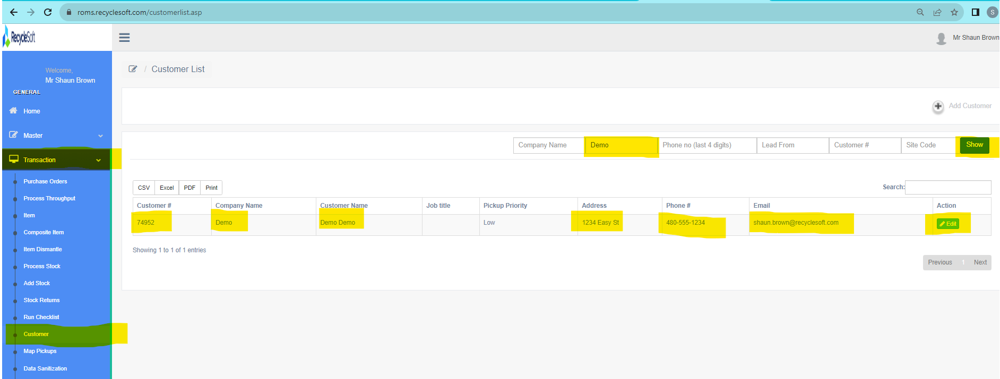 roms.recyclesoft.com/customerlist.asp
S
RecycleSoft
Mr Shaun Brown
Welcome,
Mr Shaun Brown
GENERAL
Home
Master
Transaction
Purchase Orders
Process Throughput
Item
Composite Item
Item Dismantle
Process Stock
Add Stock
Stock Returns
Run Checklist
Customer
Map Pickups
Data Sanitization
/ Customer List
Add Customer
Company Name Demo Phone no (last 4 digits) Lead From Customer # Site Code Show
CSV Excel PDF Print
Search:
Customer # Company Name Customer Name Job title Pickup Priority Address Phone # Email Action
74952 Demo Demo Demo Low 1234 Easy St 480-555-1234 shaun.brown@recyclesoft.com Edit
Showing 1 to 1 of 1 entries
Previous 1 Next